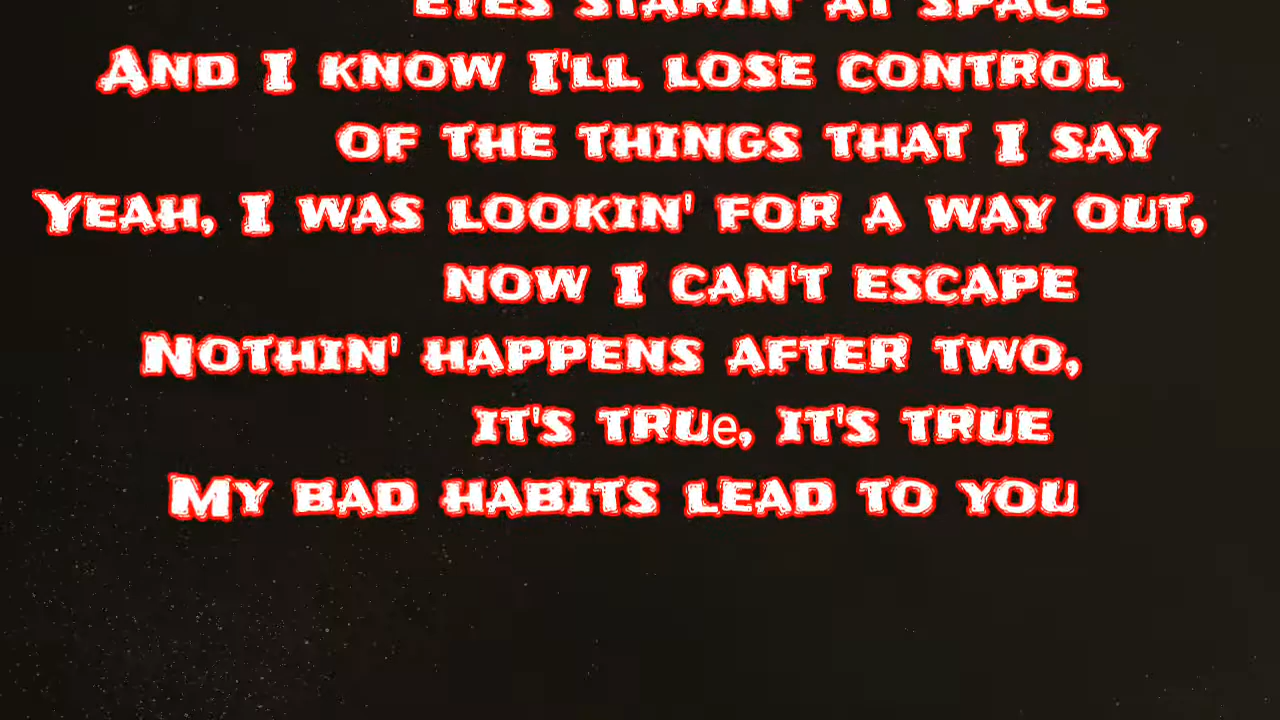 EYES STARIN' AT SPACE
AND I KNOW I'LL LOSE CONTROL
OF THE THINGS THAT I SAY
YEAH, I WAS LOOKIN' FOR A WAY OUT,
NOW I CAN'T ESCAPE
NOTHIN' HAPPENS AFTER TWO,
IT'S TRUe, IT'S TRUE
MY BAD HABITS LEAD TO YOU